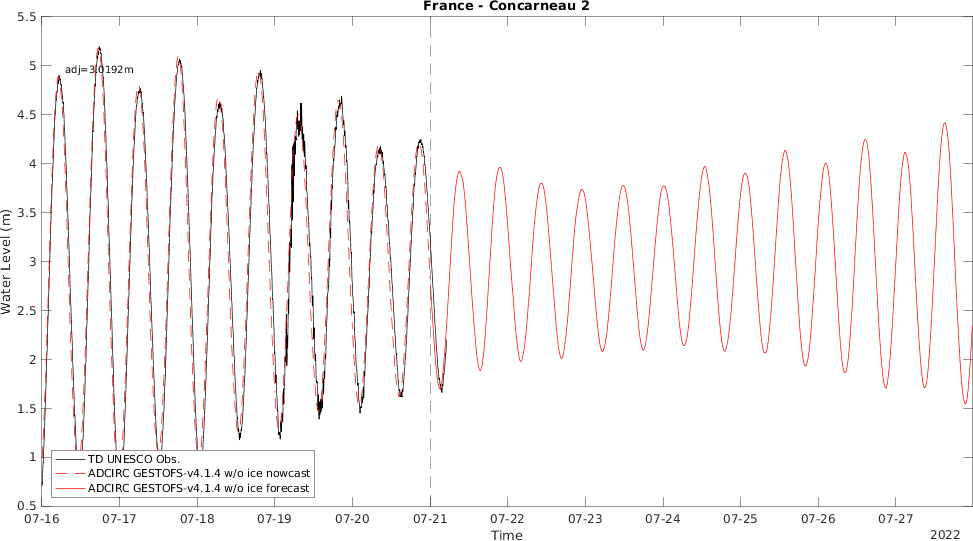 France - Concarneau 2
5.5
5
4.5
4
3.5
3
2.5
2
1.5
1
0.5
Water Level (m)
adj=3.0192m
TD UNESCO Obs.
ADCIRC GESTOFS-v4.1.4 w/o ice nowcast
ADCIRC GESTOFS-v4.1.4 w/o ice forecast
07-16 07-17 07-18 07-19 07-20 07-21 07-22 07-23 07-24 07-25 07-26 07-27
Time
2022